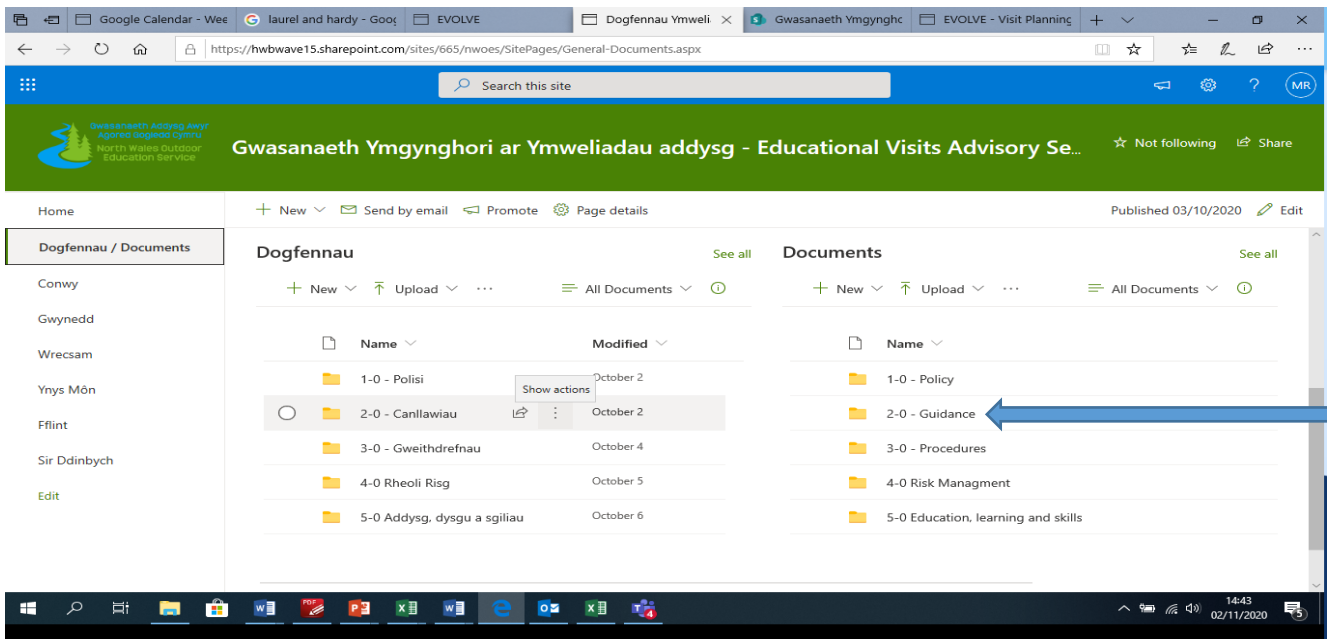 Google Calendar - Wee
laurel and hardy - Goog
EVOLVE
Dogfennau Ymweli
Gwasanaeth Ymgynghc
EVOLVE - Visit Planning
https://hwbwave15.sharepoint.com/sites/665/nwoes/SitePages/General-Documents.aspx
Search this site
?
MR
Gwasanaeth Addysg Awyr
Agored Gogledd Cymru
North Wales Outdoor
Education Service
Gwasanaeth Ymgynghori ar Ymweliadau addysg - Educational Visits Advisory Se...
Not following
Share
New
Send by email
Promote
Page details
Published 03/10/2020
Edit
Home
Dogfennau / Documents
Conwy
Gwynedd
Wrecsam
Ynys Môn
Fflint
Sir Ddinbych
Edit
Dogfennau
See all
New
Upload
All Documents
Name
Modified
1-0 - Polisi
October 2
Show actions
2-0 - Canllawiau
October 2
3-0 - Gweithdrefnau
October 4
4-0 Rheoli Risg
October 5
5-0 Addysg, dysgu a sgiliau
October 6
Documents
See all
New
Upload
All Documents
Name
1-0 - Policy
2-0 - Guidance
3-0 - Procedures
4-0 Risk Managment
5-0 Education, learning and skills
14:43
02/11/2020